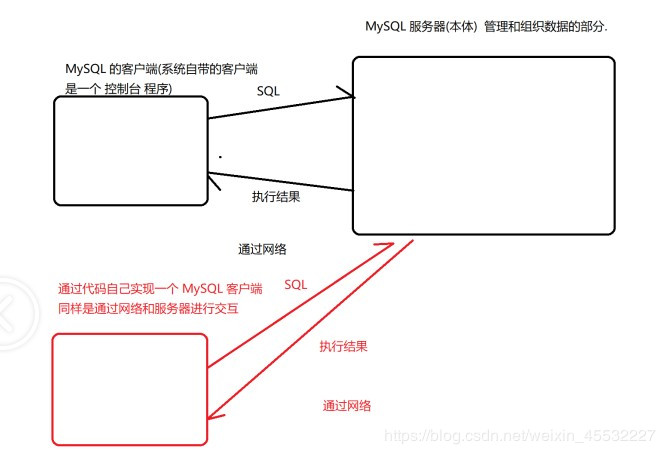 MySQL 服务器(本体) 管理和组织数据的部分.
MySQL 的客户端(系统自带的客户端
是一个 控制台 程序)
SQL
执行结果
通过网络
通过代码自己实现一个 MySQL 客户端
同样是通过网络和服务器进行交互
SQL
执行结果
通过网络
https://blog.csdn.net/weixin_45532227